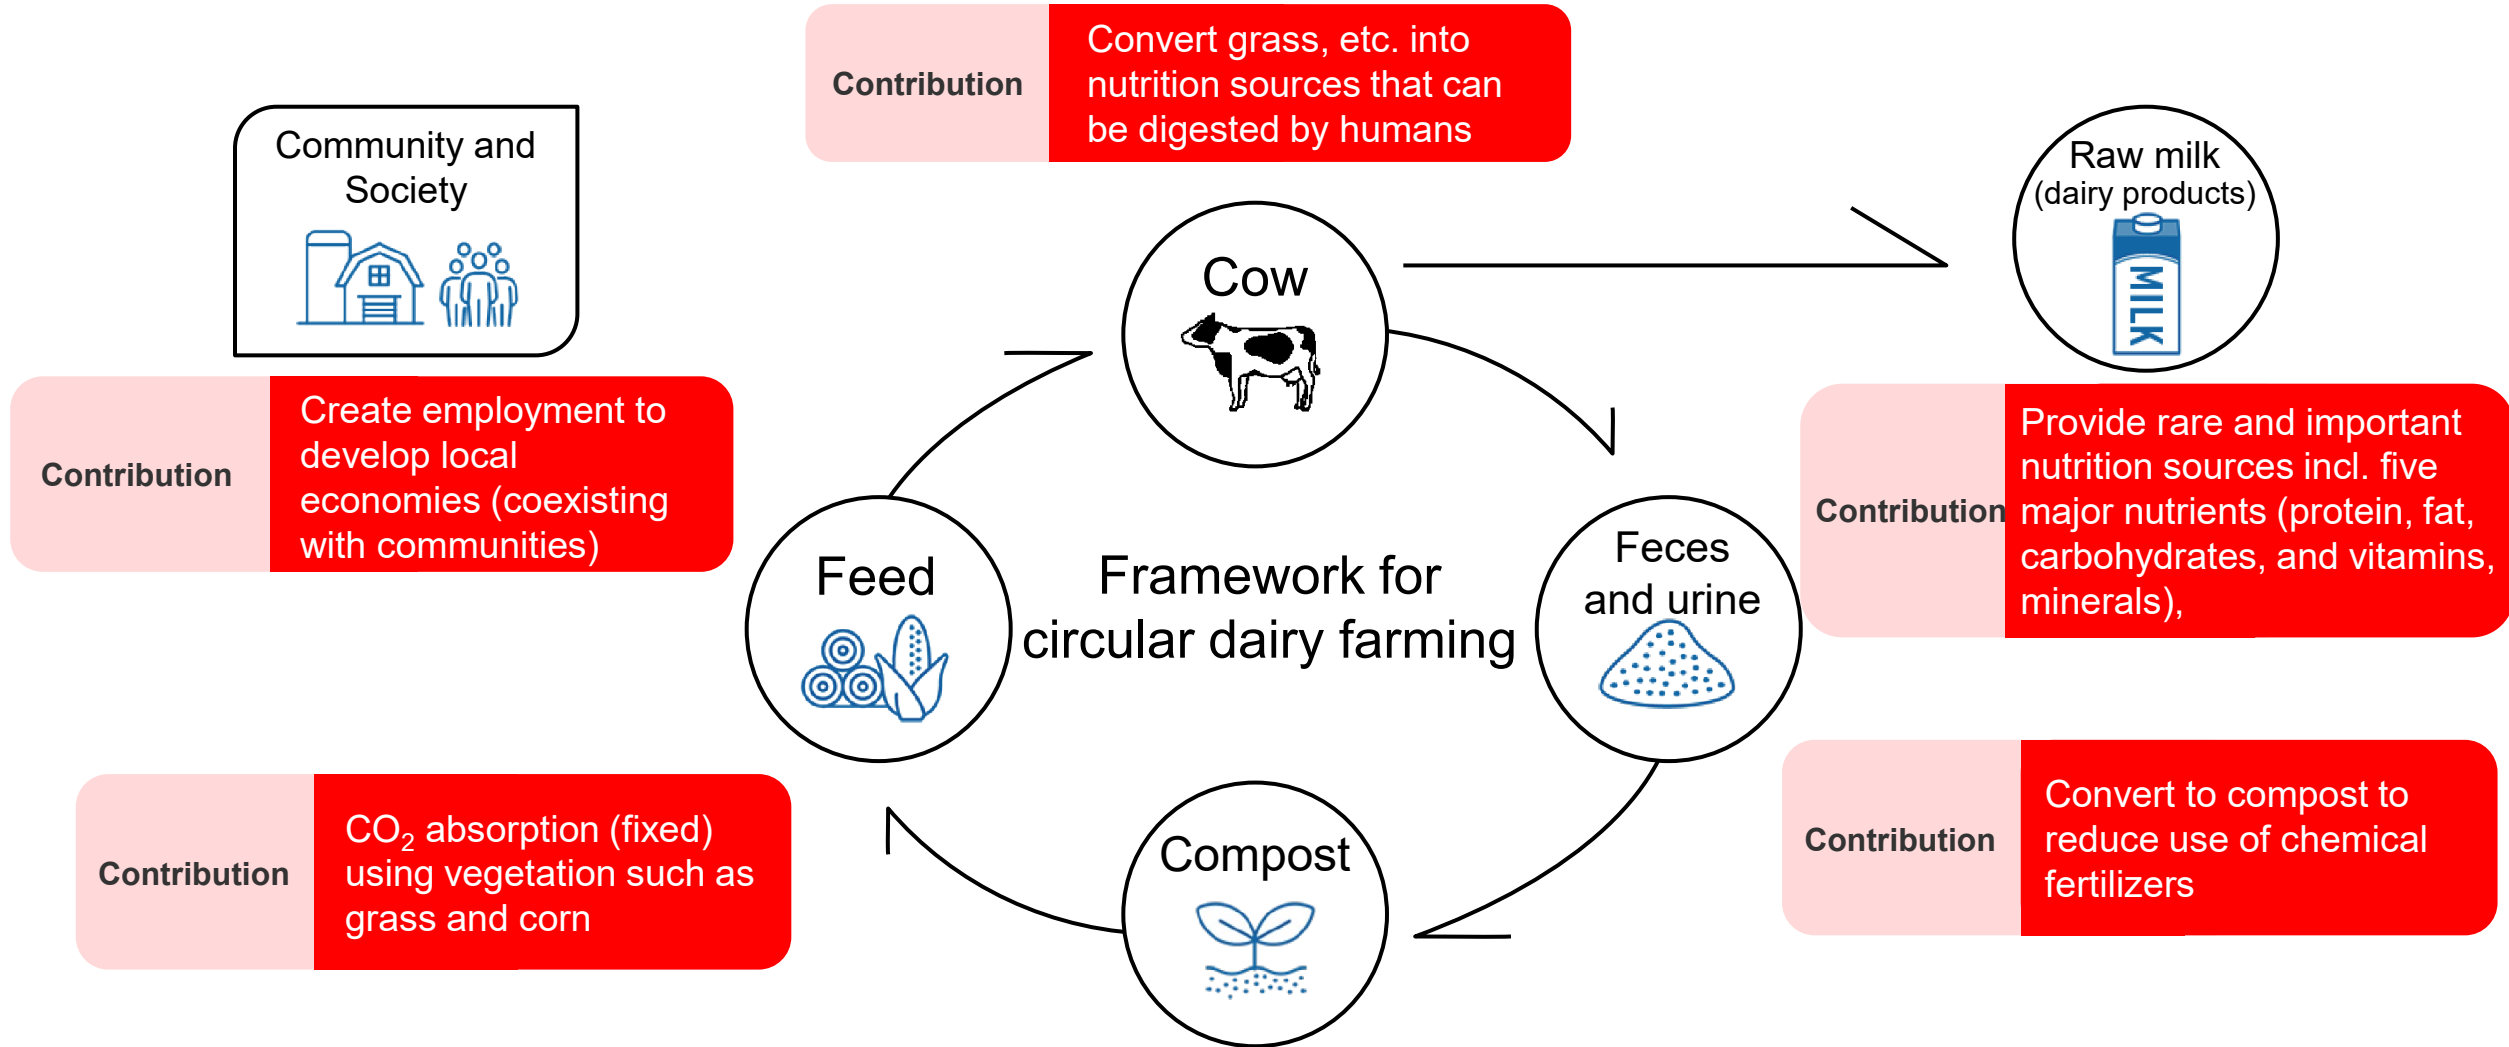 Contribution
Convert grass, etc. into
nutrition sources that can
be digested by humans
Community and
Society
Raw milk
(dairy products)
MILK
Cow
Contribution
Create employment to
develop local
economies (coexisting
with communities)
Contribution
Provide rare and important
nutrition sources incl. five
major nutrients (protein, fat,
carbohydrates, and vitamins,
minerals),
Feed
Framework for
circular dairy farming
Feces
and urine
Contribution
CO₂ absorption (fixed)
using vegetation such as
grass and corn
Compost
Contribution
Convert to compost to
reduce use of chemical
fertilizers